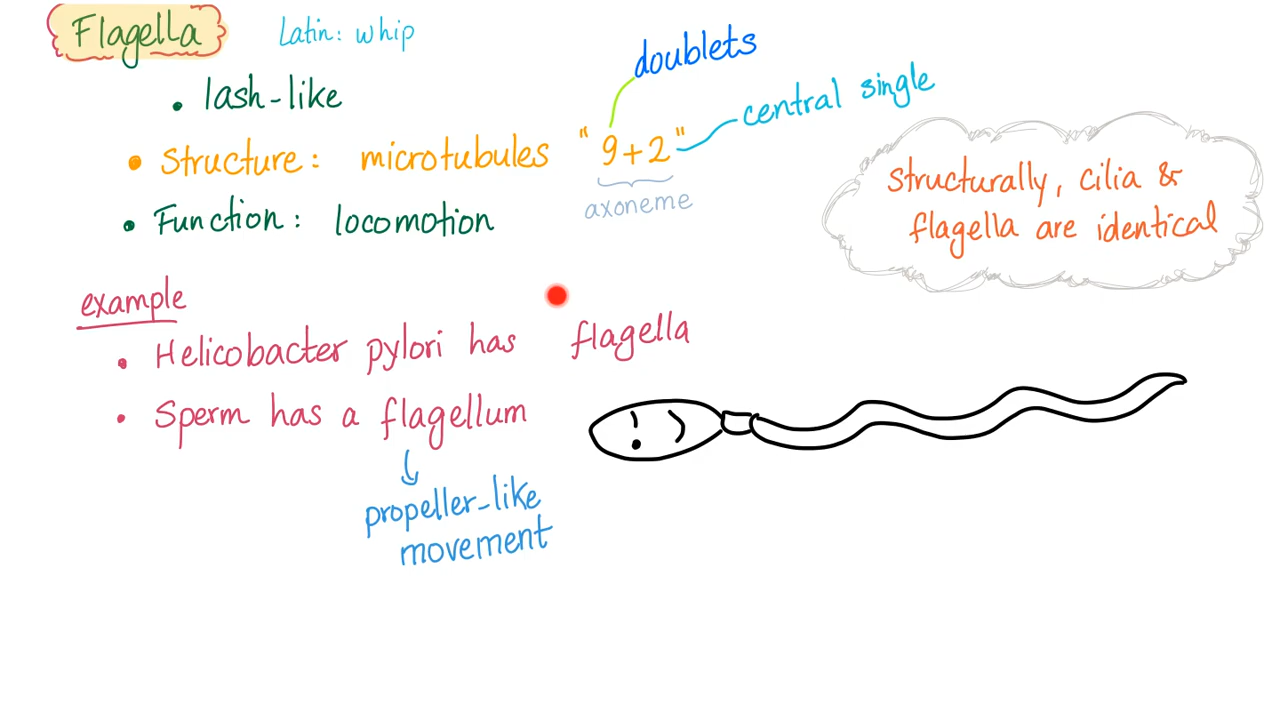 Flagella Latin: whip
• lash-like
doublets
central single
• Structure: microtubules "9+2"
axoneme
• Function: locomotion
Structurally, cilia &
flagella are identical
example
• Helicobacter pylori has flagella
• Sperm has a flagellum
propeller-like
movement